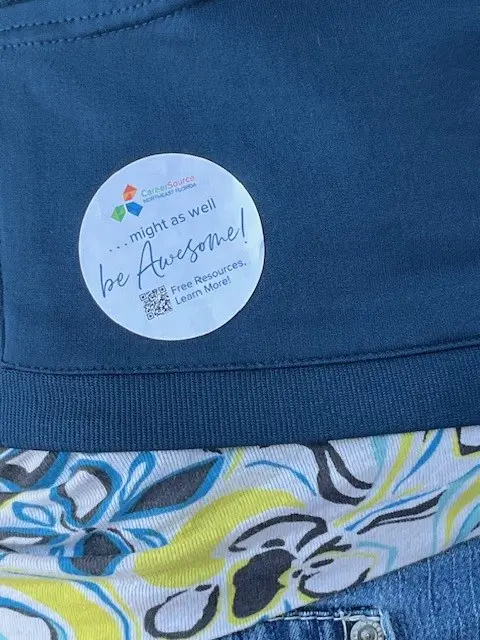 CareerSource
NORTHEAST FLORIDA
...might as well
be Awesome!
Free Resources,
Learn More!